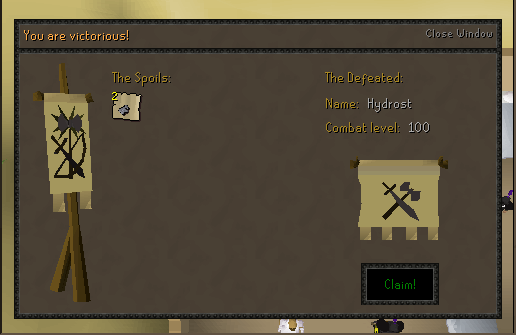 You are victorious!
Close Window
The Spoils:
2
The Defeated:
Name: Hydrost
Combat level: 100
Claim!